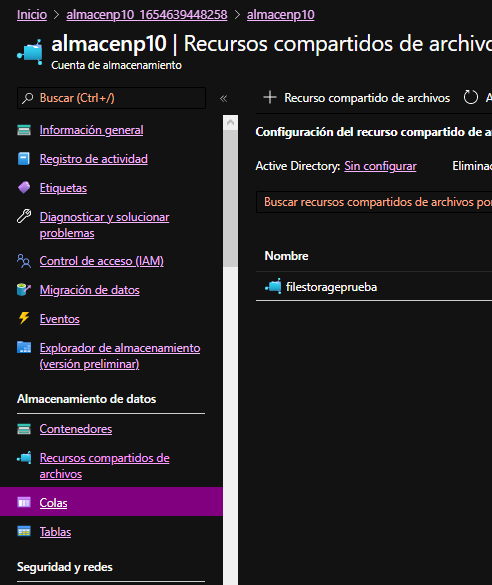 Inicio > almacenp10_1654639448258 > almacenp10
almacenp10 | Recursos compartidos de archivo
Cuenta de almacenamiento
Buscar (Ctrl+/)
«
+ Recurso compartido de archivos
Información general
Registro de actividad
Etiquetas
Diagnosticar y solucionar
problemas
Control de acceso (IAM)
Migración de datos
Eventos
Explorador de almacenamiento
(versión preliminar)
Almacenamiento de datos
Contenedores
Recursos compartidos de
archivos
Colas
Tablas
Seguridad y redes
Configuración del recurso compartido de a
Active Directory: Sin configurar
Eliminac
Buscar recursos compartidos de archivos po
Nombre
filestorageprueba